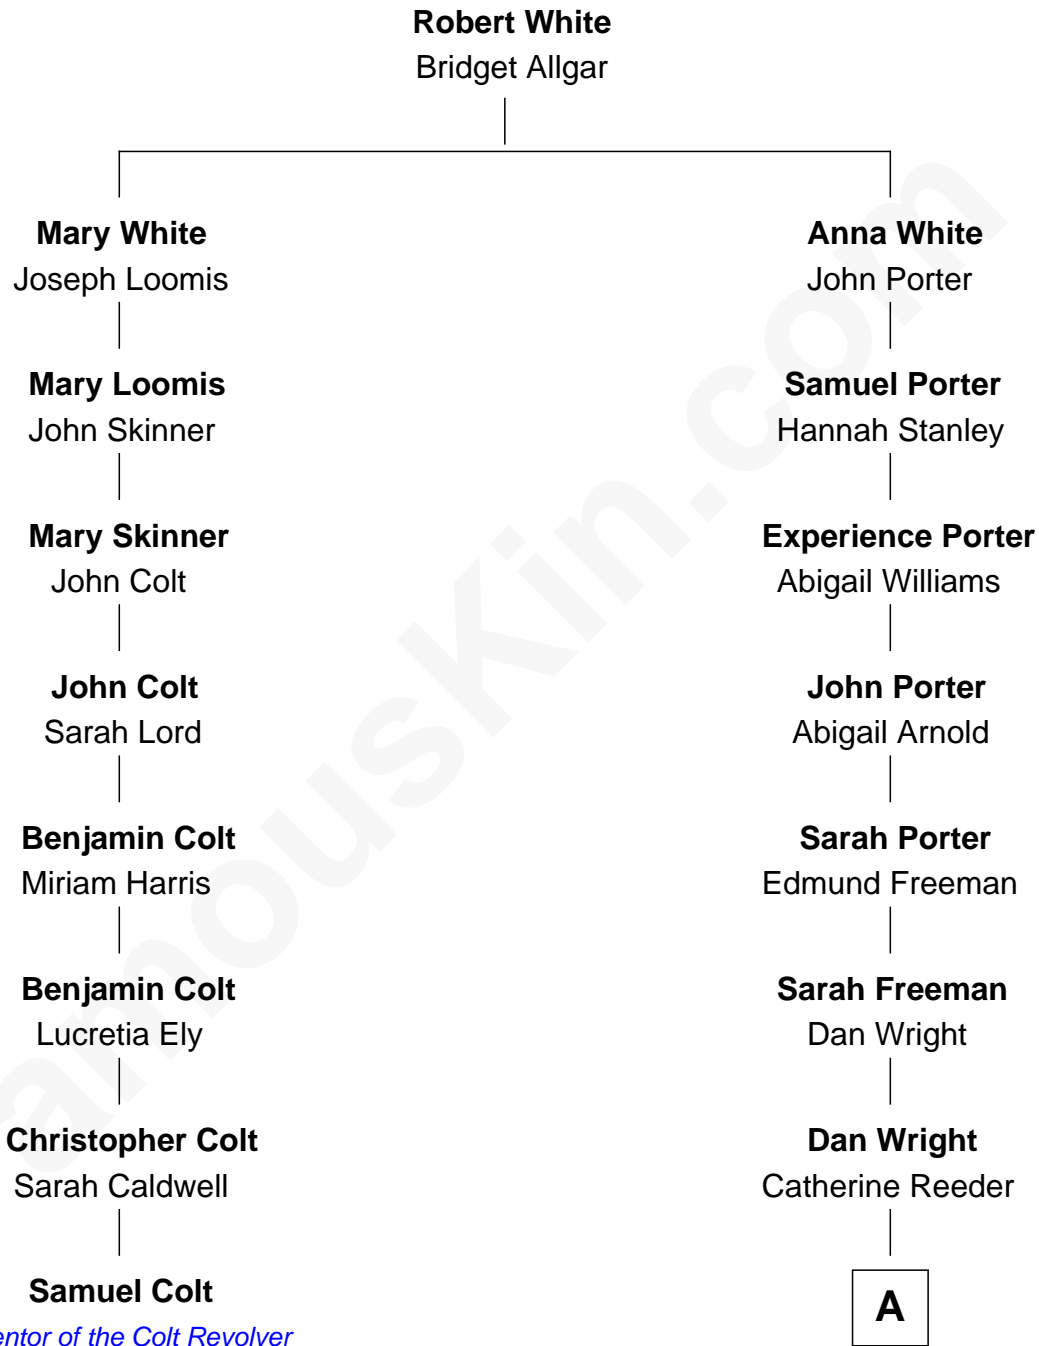 Robert White
Bridget Allgar
Mary White
Joseph Loomis
Anna White
John Porter
Mary Loomis
John Skinner
Samuel Porter
Hannah Stanley
Mary Skinner
John Colt
Experience Porter
Abigail Williams
John Colt
Sarah Lord
John Porter
Abigail Arnold
Benjamin Colt
Miriam Harris
Sarah Porter
Edmund Freeman
Benjamin Colt
Lucretia Ely
Sarah Freeman
Dan Wright
Christopher Colt
Sarah Caldwell
Dan Wright
Catherine Reeder
Samuel Colt
entor of the Colt Revolver
A
amousKin.com